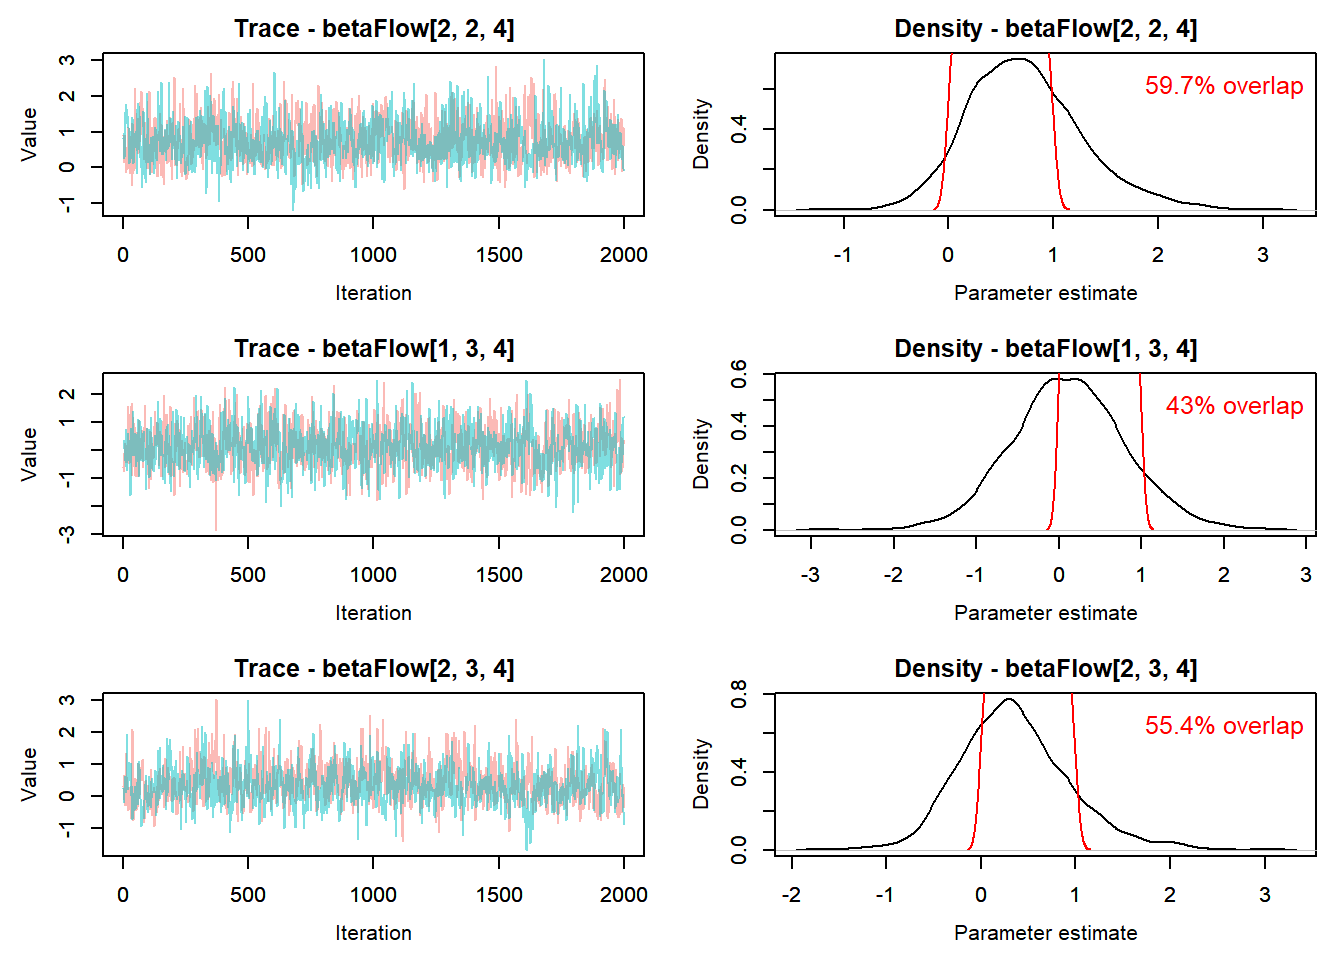 Trace - betaFlow[2, 2, 4]
Value
3
2
1
0
-1
0 500 1000 1500 2000
Iteration
Density - betaFlow[2, 2, 4]
59.7% overlap
Density
0.4
0.0
-1 0 1 2 3
Parameter estimate
Trace - betaFlow[1, 3, 4]
Value
2
1
-1
-3
0 500 1000 1500 2000
Iteration
Density - betaFlow[1, 3, 4]
43% overlap
Density
0.6
0.4
0.2
0.0
-3 -2 -1 0 1 2 3
Parameter estimate
Trace - betaFlow[2, 3, 4]
Value
3
2
1
0
-1
0 500 1000 1500 2000
Iteration
Density - betaFlow[2, 3, 4]
55.4% overlap
Density
0.8
0.4
0.0
-2 -1 0 1 2 3
Parameter estimate